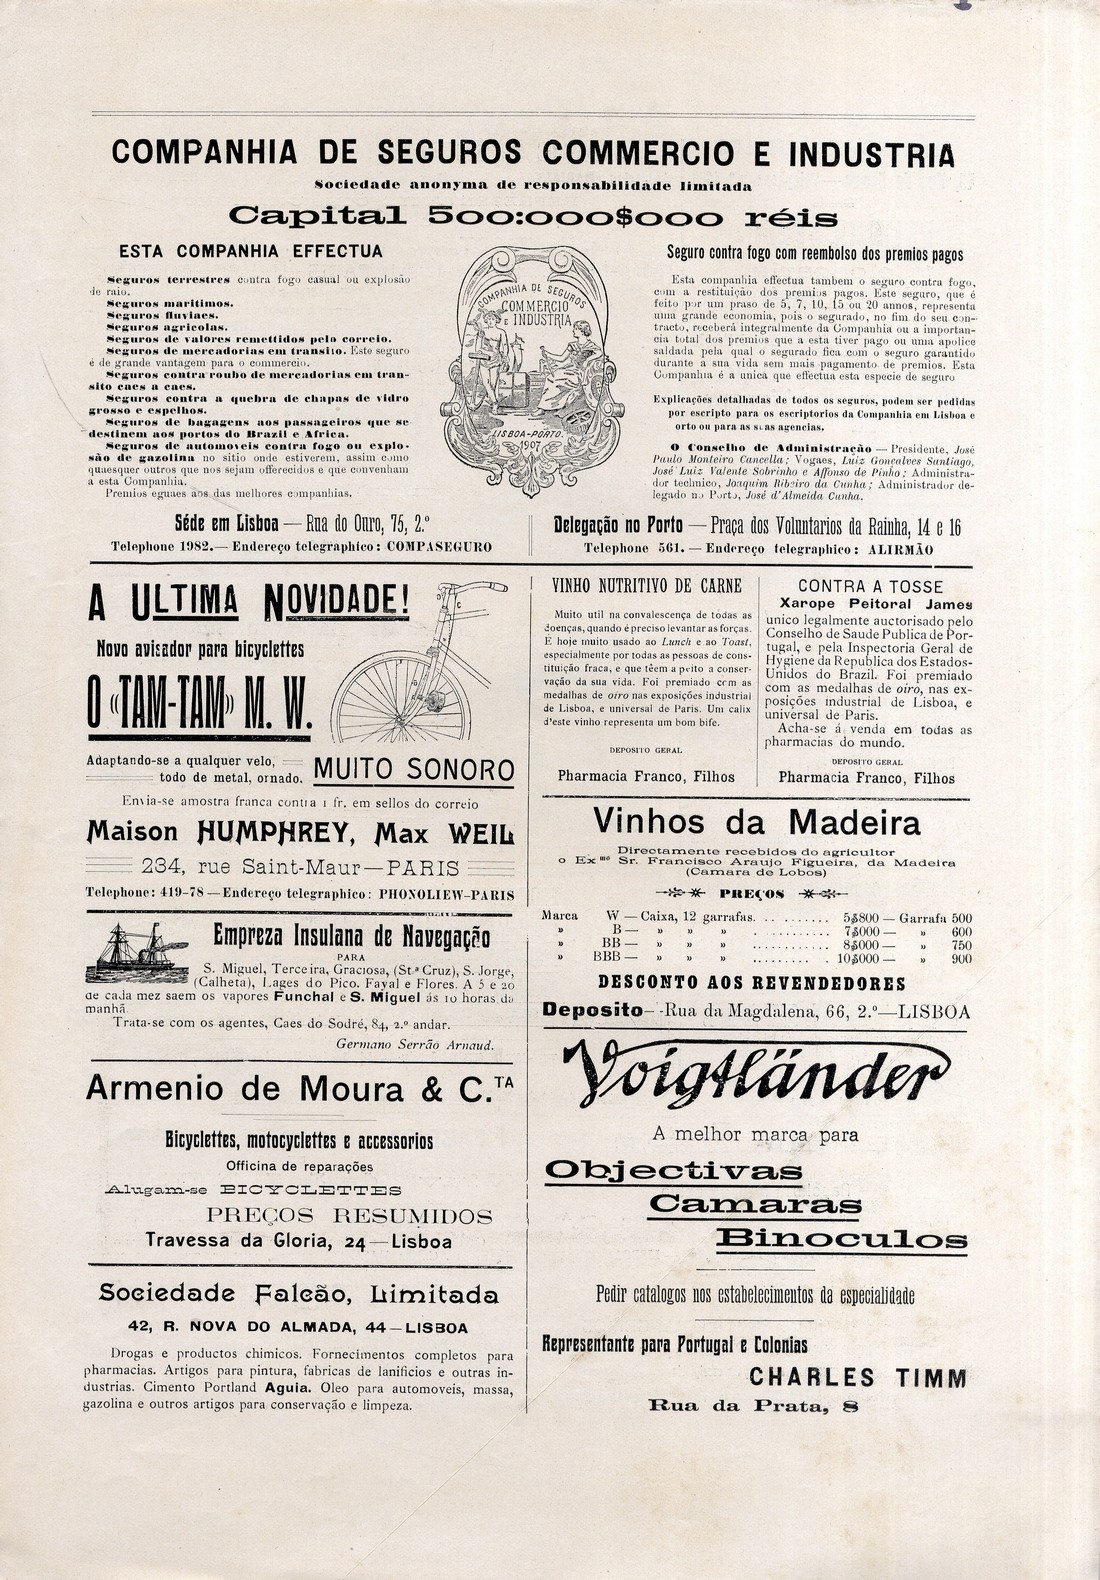 COMPANHIA DE SEGUROS COMMERCIO E INDUSTRIA
Sociedade anonyma de responsabilidade limitada
Capital 500:000$000 réis
ESTA COMPANHIA EFFECTUA
Seguros terrestres contra fogo casual ou explosão
de raio.
Seguros maritimos.
Seguros fluviaes.
Seguros agricolas.
Seguros de valores remettidos pelo correio.
Seguros de mercadorias em transito. Este seguro
é de grande vantagem para o commercio.
Seguros contra roubo de mercadorias em tran-
sito caes a caes.
Seguros contra a quebra de chapas de vidro
grosso e espelhos.
Seguros de bagagens aos passageiros que se
destinem aos portos do Brazil e Africa.
Seguros de automoveis contra fogo ou explo-
são de gazolina no sitio onde estiverem, assim como
quaesquer outros que nos sejam offerecidos e que convenham
a esta Companhia.
Premios eguaes aos das melhores companhias.
COMPANHIA DE SEGUROS
COMMERCIO
E INDUSTRIA
LISBOA-PORTO.
1907
Seguro contra fogo com reembolso dos premios pagos
Esta companhia effectua tambem o seguro contra fogo,
com a restituição dos premios pagos. Este seguro, que é
feito por um praso de 5, 7, 10, 15 ou 20 annos, representa
uma grande economia, pois o segurado, no fim do seu con-
tracto, receberá integralmente da Companhia ou a importan-
cia total dos premios que a esta tiver pago ou uma apolice
saldada pela qual o segurado fica com o seguro garantido
durante a sua vida sem mais pagamento de premios. Esta
Companhia é a unica que effectua esta especie de seguro
Explicações detalhadas de todos os seguros, podem ser pedidas
por escripto para os escriptorios da Companhia em Lisboa e
orto ou para as suas agencias.
O Conselho de Administração — Presidente, José
Paulo Monteiro Cancella; Vogaes, Luiz Gonçalves Santiago,
José Luiz Valente Sobrinho e Affonso de Pinho; Administra-
dor technico, Joaquim Ribeiro da Cunha; Administrador de-
legado no Porto, José d'Almeida Cunha.
Séde em Lisboa — Rua do Ouro, 75, 2.º
Telephone 1982.— Endereço telegraphico: COMPASEGURO
Delegação no Porto — Praça dos Voluntarios da Rainha, 14 e 16
Telephone 561. — Endereço telegraphico: ALIRMÃO
A ULTIMA NOVIDADE!
Novo avisador para bicyclettes
O «TAM-TAM» M. W.
Adaptando-se a qualquer velo,
todo de metal, ornado,
MUITO SONORO
Envia-se amostra franca contra 1 fr. em sellos do correio
Maison HUMPHREY, Max WEIL
234, rue Saint-Maur—PARIS
Telephone: 419-78 — Endereço telegraphico: PHONOLIEW-PARIS
Empreza Insulana de Navegação
PARA
S. Miguel, Terceira, Graciosa, (St.ª Cruz), S. Jorge,
(Calheta), Lages do Pico. Fayal e Flores. A 5 e 20
de cada mez saem os vapores Funchal e S. Miguel ás 10 horas da
manhã.
Trata-se com os agentes, Caes do Sodré, 84, 2.º andar.
Germano Serrão Arnaud.
Armenio de Moura & C.TA
Bicyclettes, motocyclettes e accessorios
Officina de reparações
Alugam-se BICYCLETTES
PREÇOS RESUMIDOS
Travessa da Gloria, 24 — Lisboa
Sociedade Falcão, Limitada
42, R. NOVA DO ALMADA, 44 — LISBOA
Drogas e productos chimicos. Fornecimentos completos para
pharmacias. Artigos para pintura, fabricas de lanificios e outras in-
dustrias. Cimento Portland Aguia. Oleo para automoveis, massa,
gazolina e outros artigos para conservação e limpeza.
VINHO NUTRITIVO DE CARNE
Muito util na convalescença de todas as
doenças, quando é preciso levantar as forças.
E hoje muito usado ao Lunch e ao Toast,
especialmente por todas as pessoas de cons-
tituição fraca, e que têem a peito a conser-
vação da sua vida. Foi premiado com as
medalhas de oiro nas exposições industrial
de Lisboa, e universal de Paris. Um calix
d'este vinho representa um bom bife.
DEPOSITO GERAL
Pharmacia Franco, Filhos
CONTRA A TOSSE
Xarope Peitoral James
unico legalmente auctorisado pelo
Conselho de Saude Publica de Por-
tugal, e pela Inspectoria Geral de
Hygiene da Republica dos Estados-
Unidos do Brazil. Foi premiado
com as medalhas de oiro, nas ex-
posições industrial de Lisboa, e
universal de Paris.
Acha-se á venda em todas as
pharmacias do mundo.
DEPOSITO GERAL
Pharmacia Franco, Filhos
Vinhos da Madeira
Directamente recebidos do agricultor
o Ex.mo Sr. Francisco Araujo Figueira, da Madeira
(Camara de Lobos)
PREÇOS
Marca W — Caixa, 12 garrafas. .. ........ 5$800 — Garrafa 500
» B — » » » ........... 7$000 — » 600
» BB — » » » ........... 8$000 — » 750
» BBB — » » » ........... 10$000 — » 900
DESCONTO AOS REVENDEDORES
Deposito — Rua da Magdalena, 66, 2.º — LISBOA
Voigtländer
A melhor marca para
Objectivas
Camaras
Binoculos
Pedir catalogos nos estabelecimentos da especialidade
Representante para Portugal e Colonias
CHARLES TIMM
Rua da Prata, 8